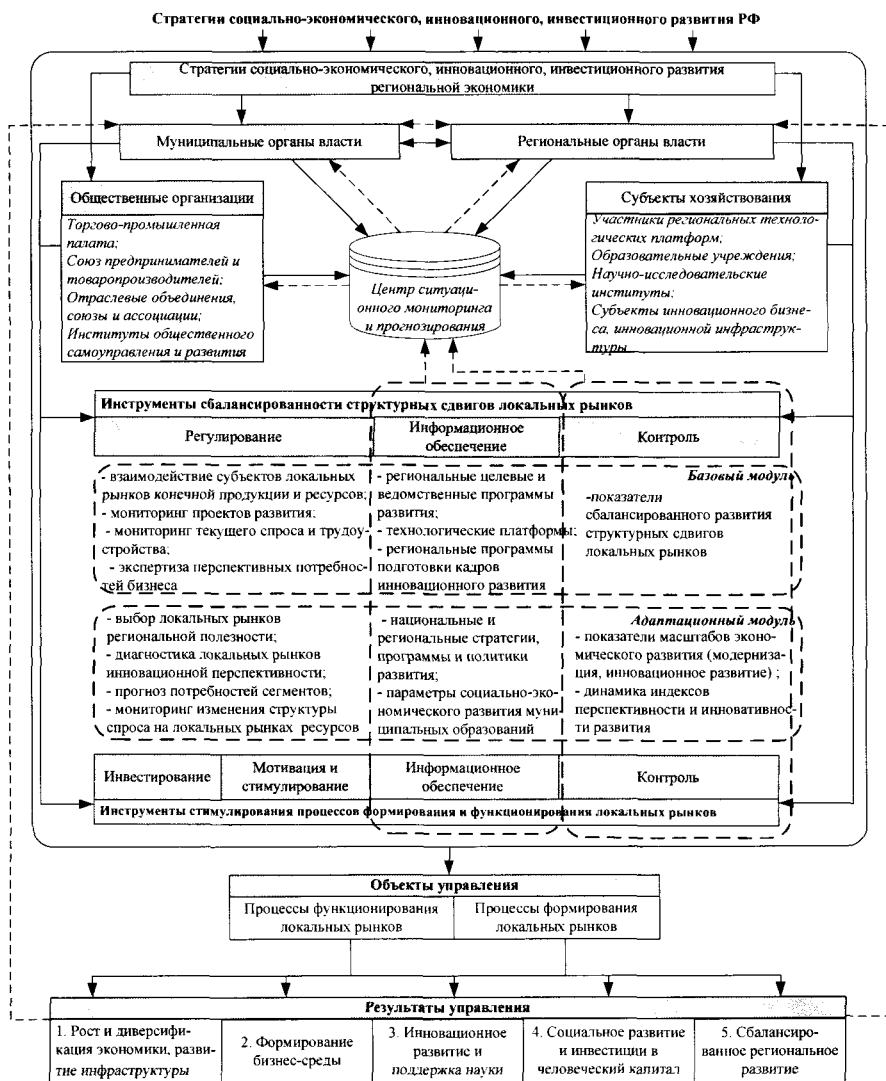 Стратегии социально-экономического, инновационного, инвестиционного развития РФ
Стратегии социально-экономического, инновационного, инвестиционного развития
региональной экономики
Муниципальные органы власти
Региональные органы власти
Общественные организации
Торгово-промышленная
палата;
Союз предпринимателей и
товаропроизводителей;
Отраслевые объединения,
союзы и ассоциации;
Институты общественного
самоуправления и развития
Центр ситуаци-
онного мониторинга
и прогнозирования
Субъекты хозяйствования
Участники региональных техноло-
гических платформ;
Образовательные учреждения;
Научно-исследовательские
институты;
Субъекты инновационного бизне-
са, инновационной инфраструк-
туры
Инструменты сбалансированности структурных сдвигов локальных рынков
Регулирование
Информационное
обеспечение
Контроль
- взаимодействие субъектов локальных
рынков конечной продукции и ресурсов;
- мониторинг проектов развития;
- мониторинг текущего спроса и трудоу-
стройства;
- экспертиза перспективных потребнос-
тей бизнеса
- региональные целевые и
ведомственные программы
развития;
- технологические платформы;
- региональные программы
подготовки кадров
инновационного развития
Базовый модуль
-показатели
сбалансированного развития
структурных сдвигов
локальных рынков
- выбор локальных рынков
региональной полезности;
- диагностика локальных рынков
инновационной перспективности;
- прогноз потребностей сегментов;
- мониторинг изменения структуры
спроса на локальных рынках ресурсов
- национальные и
региональные стратегии,
программы и политики
развития;
- параметры социально-эко-
номического развития муни-
ципальных образований
Адаптационный модуль
- показатели масштабов эконо-
мического развития (модерниза-
ция, инновационное развитие) ;
- динамика индексов
перспективности и инновативнос-
ти развития
Инвестирование
Мотивация и
стимулирование
Информационное
обеспечение
Контроль
Инструменты стимулирования процессов формирования и функционирования локальных рынков
Объекты управления
Процессы функционирования
локальных рынков
Процессы формирования
локальных рынков
Результаты управления
1. Рост и диверсифи-
кация экономики, разви-
тие инфраструктуры
2. Формирование
бизнес-среды
3. Инновационное
развитие и
поддержка науки
4. Социальное развитие
и инвестиции в
человеческий капитал
5. Сбалансиро-
ванное региональное
развитие